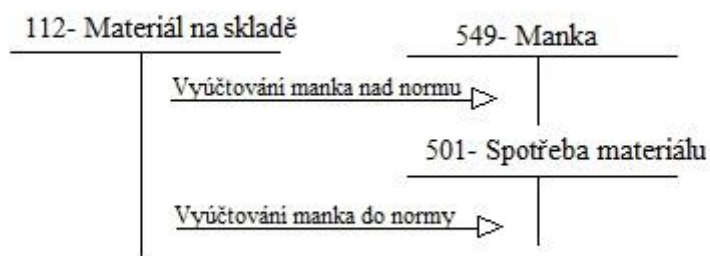 112- Materiál na skladě
549- Manka
Vyúčtování manka nad normu
501- Spotřeba materiálu
Vyúčtování manka do normy